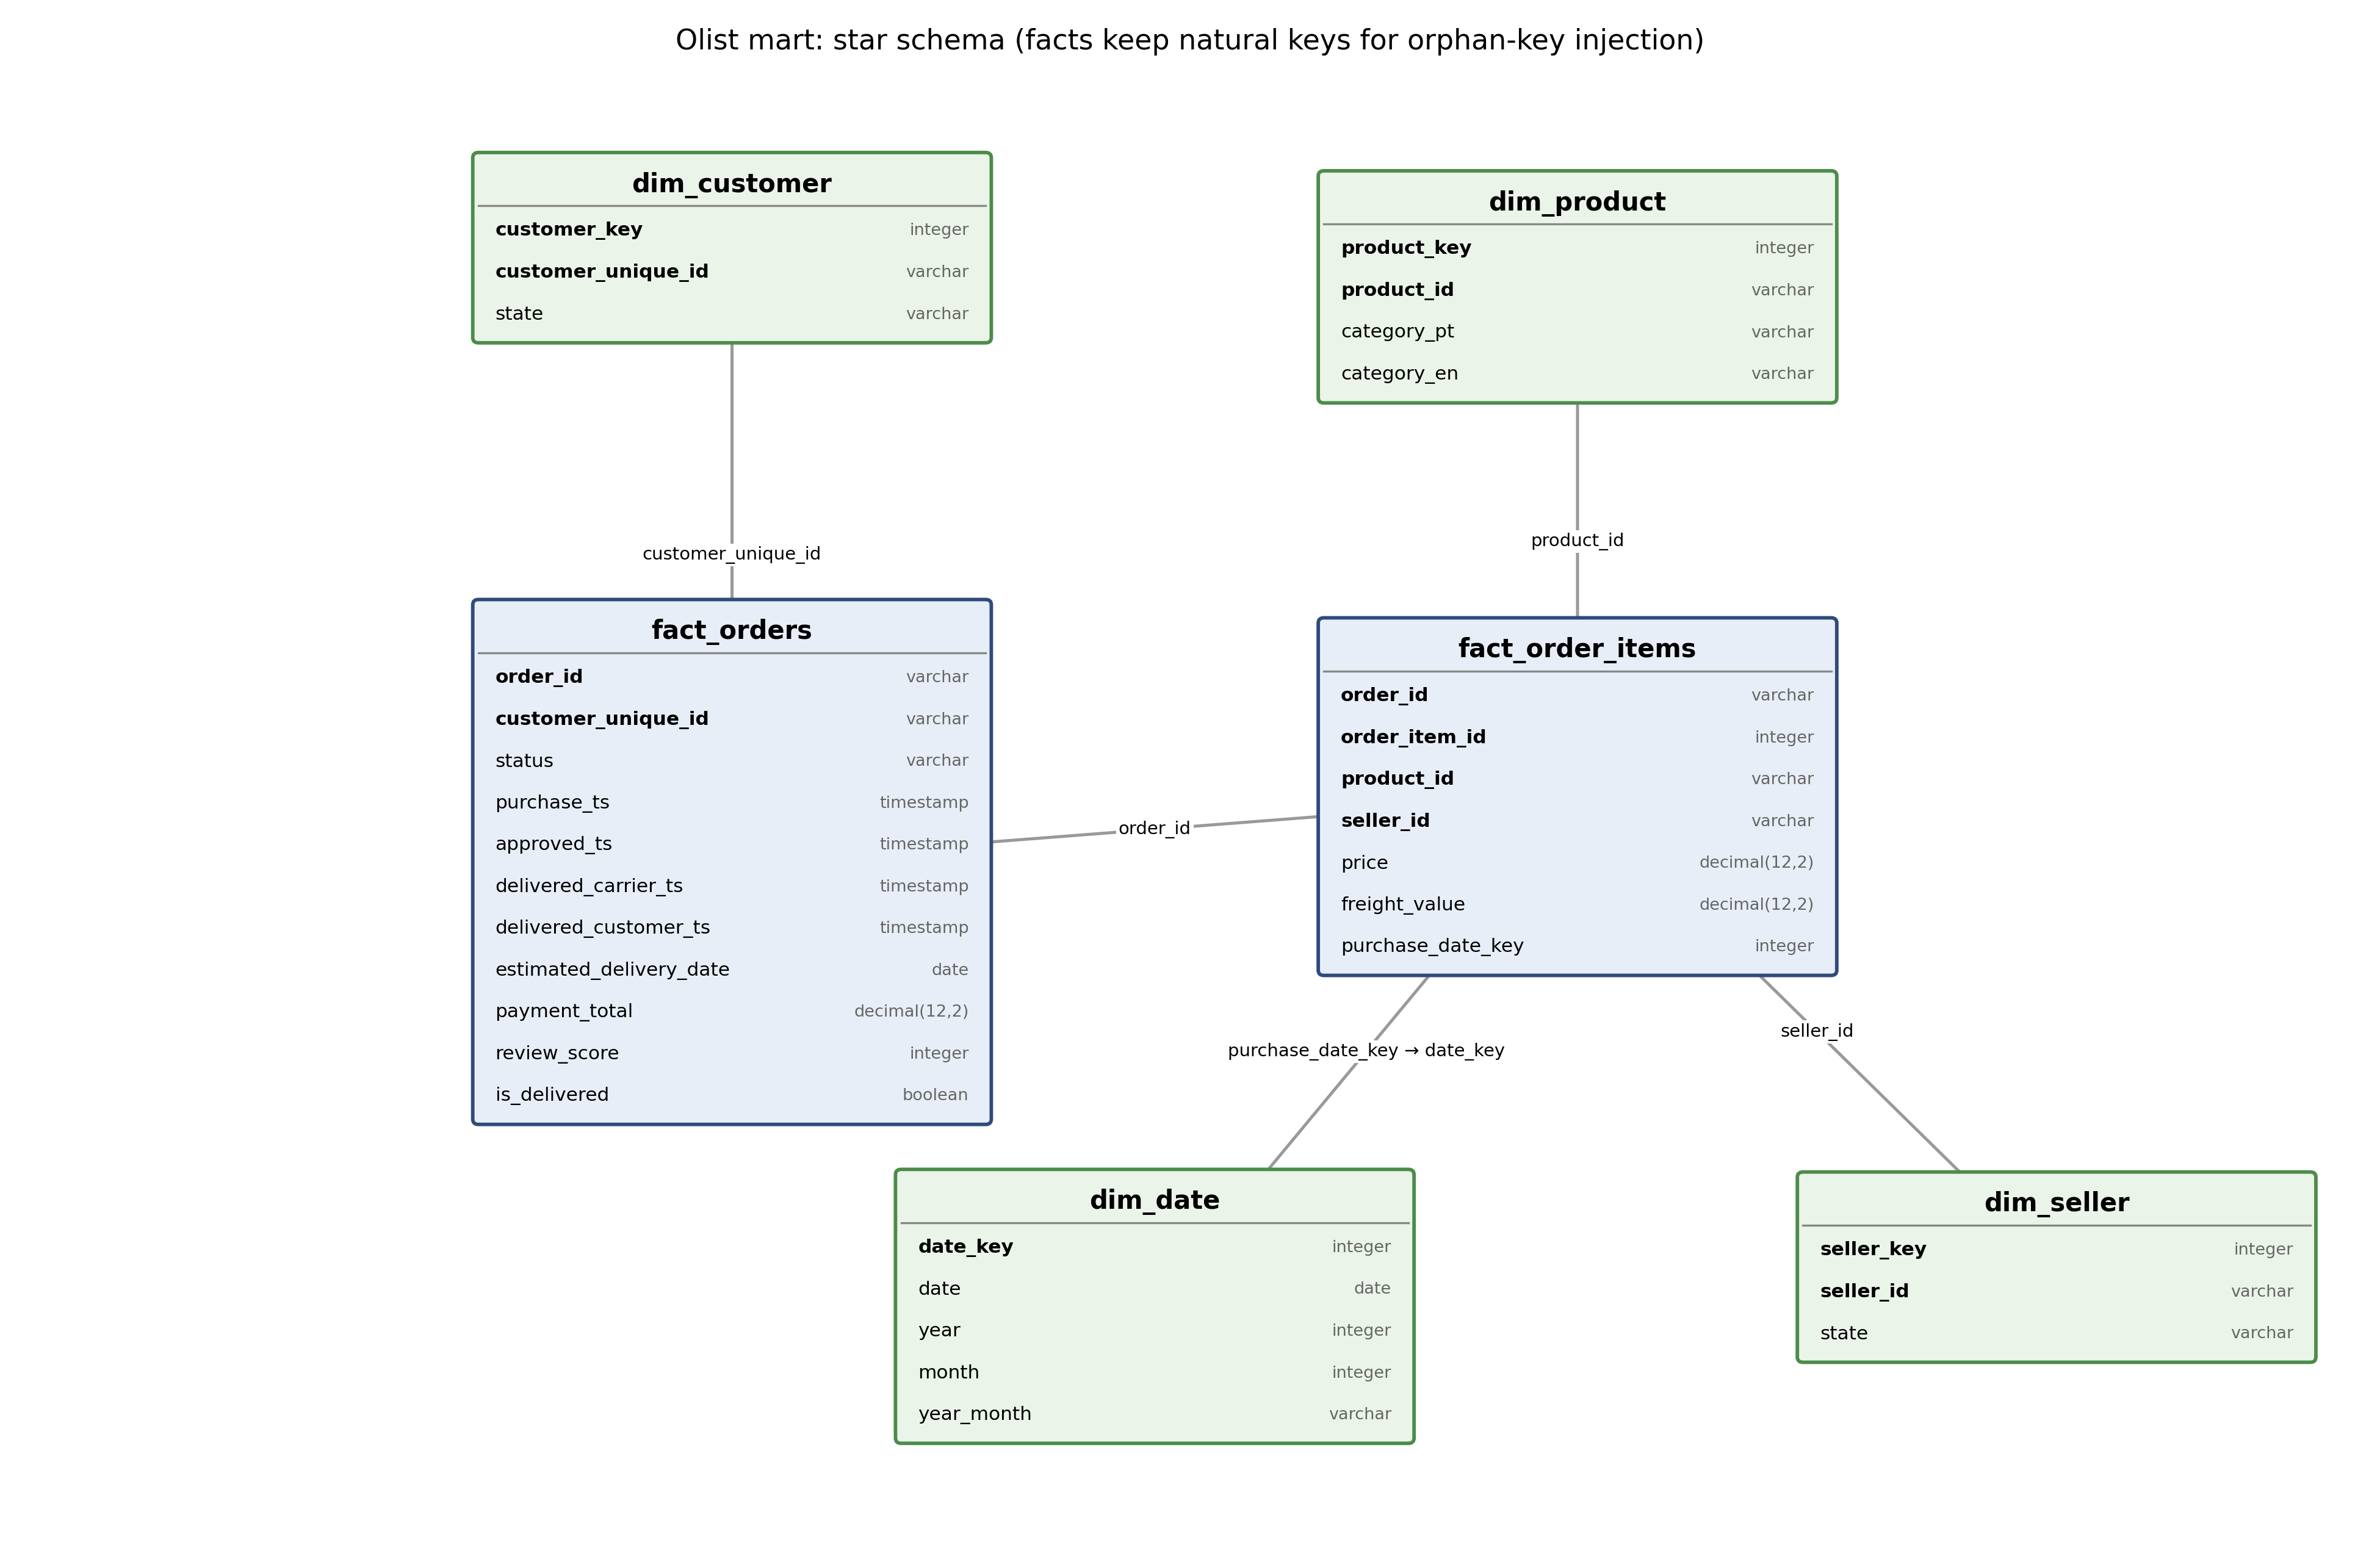 Olist mart: star schema (facts keep natural keys for orphan-key injection)
dim_customer
customer_key integer
customer_unique_id varchar
state varchar
dim_product
product_key integer
product_id varchar
category_pt varchar
category_en varchar
customer_unique_id
product_id
fact_orders
order_id varchar
customer_unique_id varchar
status varchar
purchase_ts timestamp
approved_ts timestamp
delivered_carrier_ts timestamp
delivered_customer_ts timestamp
estimated_delivery_date date
payment_total decimal(12,2)
review_score integer
is_delivered boolean
order_id
fact_order_items
order_id varchar
order_item_id integer
product_id varchar
seller_id varchar
price decimal(12,2)
freight_value decimal(12,2)
purchase_date_key integer
purchase_date_key → date_key
seller_id
dim_date
date_key integer
date date
year integer
month integer
year_month varchar
dim_seller
seller_key integer
seller_id varchar
state varchar